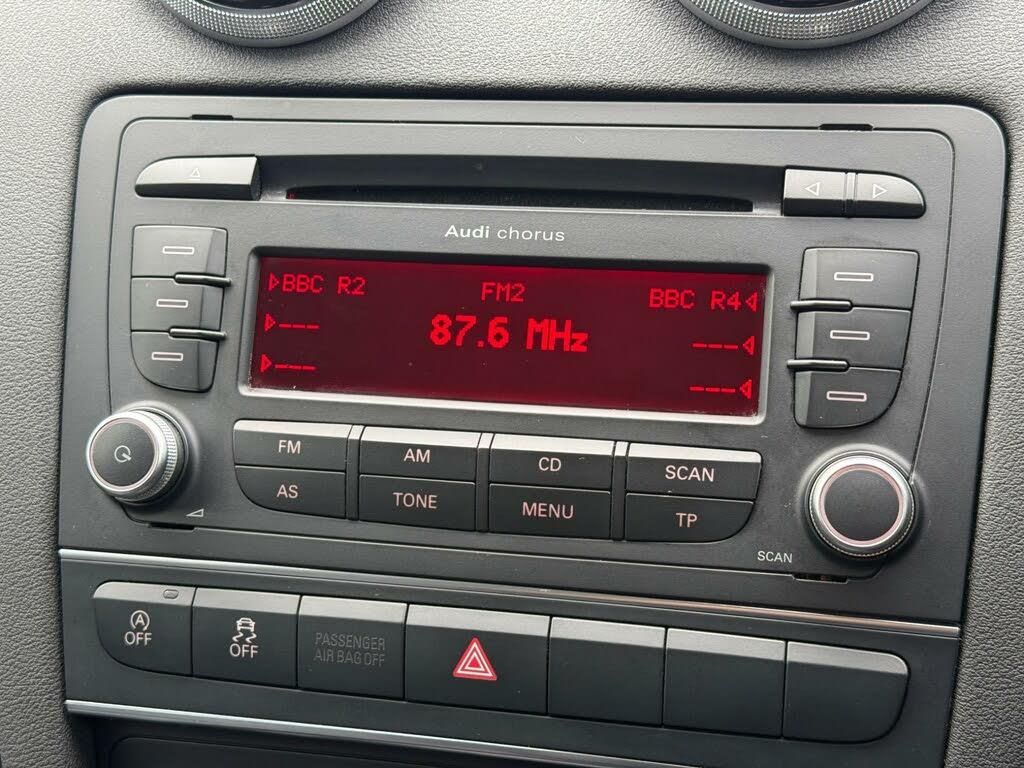 Audi chorus
BBC R2 FM2 BBC R4
--- 87.6 MHz ---
--- ---
FM AM CD SCAN
AS TONE MENU TP
SCAN
A
OFF OFF PASSENGER
AIR BAG OFF